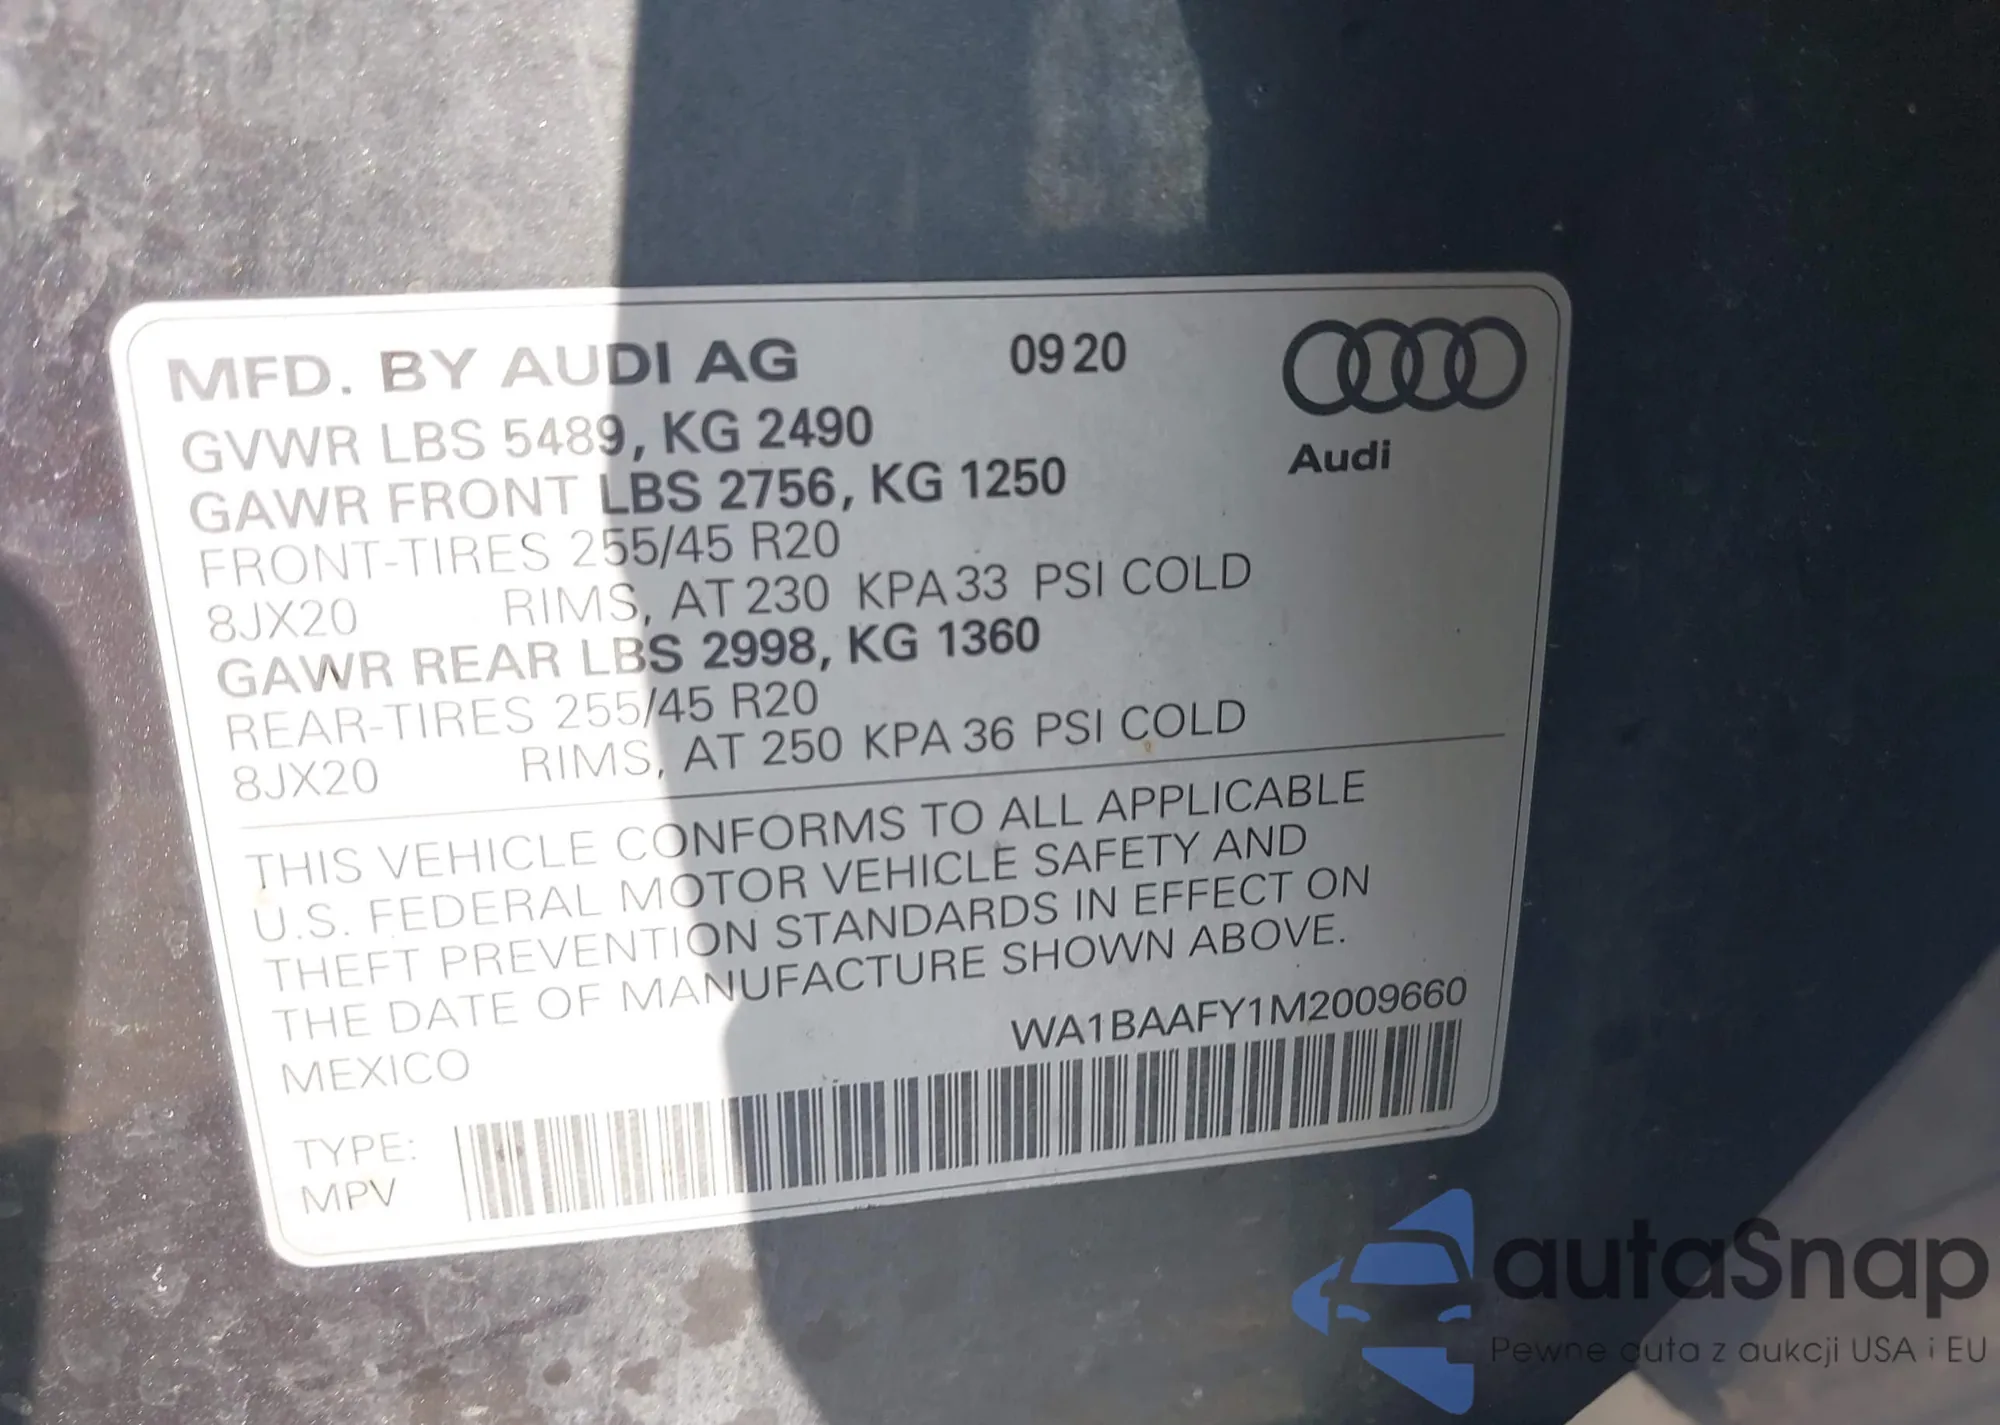 MFD. BY AUDI AG 09 20
GVWR LBS 5489, KG 2490
Audi
GAWR FRONT LBS 2756, KG 1250
FRONT-TIRES 255/45 R20
8JX20 RIMS, AT 230 KPA 33 PSI COLD
GAWR REAR LBS 2998, KG 1360
REAR-TIRES 255/45 R20
8JX20 RIMS, AT 250 KPA 36 PSI COLD
THIS VEHICLE CONFORMS TO ALL APPLICABLE
U.S. FEDERAL MOTOR VEHICLE SAFETY AND
THEFT PREVENTION STANDARDS IN EFFECT ON
THE DATE OF MANUFACTURE SHOWN ABOVE.
MEXICO WA1BAAFY1M2009660
TYPE:
MPV
autaSnap
Pewne auta z aukcji USA i EU